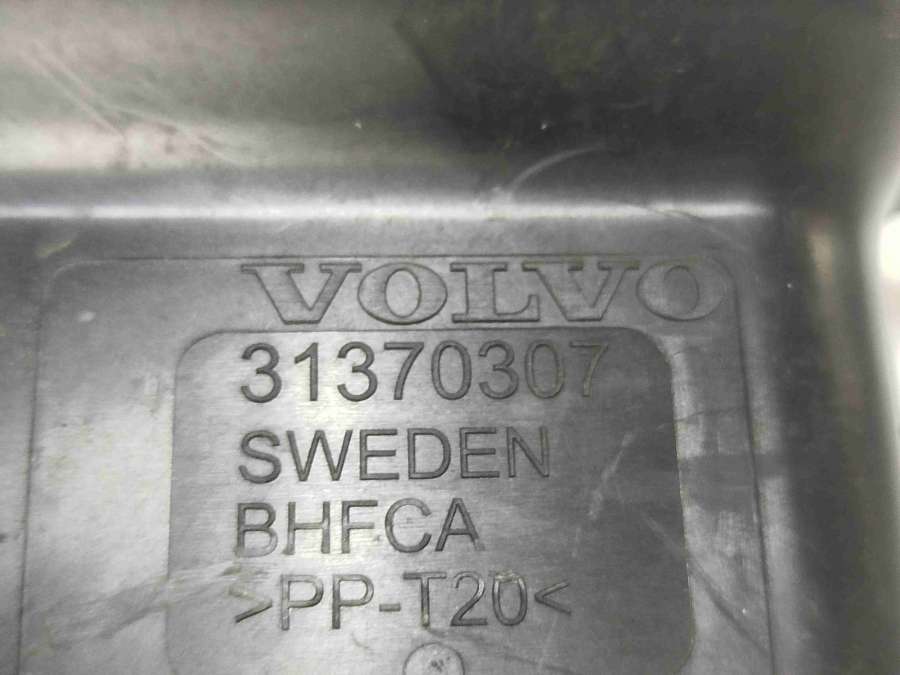 VOLVO
31370307
SWEDEN
BHFCA
>PP-T20<